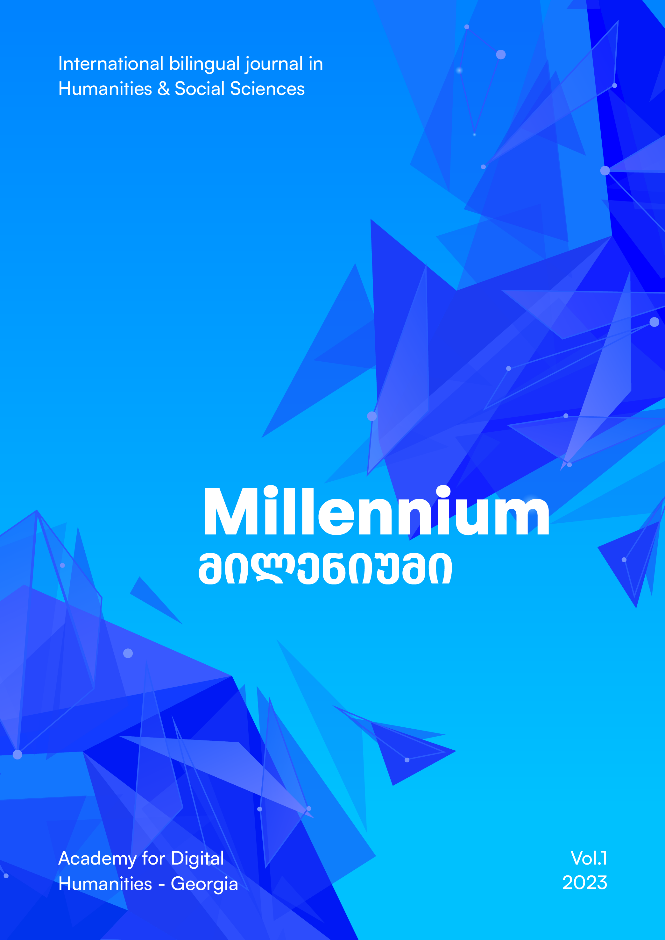 International bilingual journal in
Humanities & Social Sciences
Millennium
მილენიუმი
Academy for Digital
Humanities - Georgia
Vol.1
2023